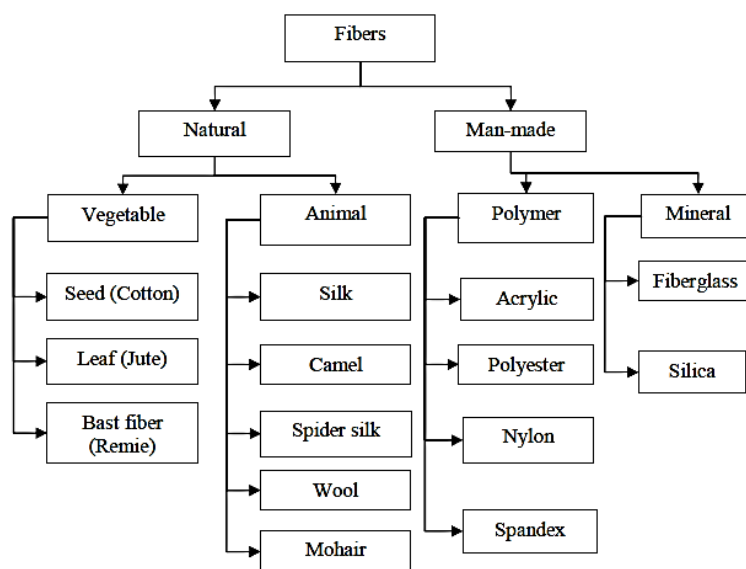 Fibers
Natural
Man-made
Vegetable
Animal
Polymer
Mineral
Seed (Cotton)
Silk
Acrylic
Fiberglass
Leaf (Jute)
Camel
Polyester
Silica
Bast fiber
(Remie)
Spider silk
Nylon
Wool
Spandex
Mohair